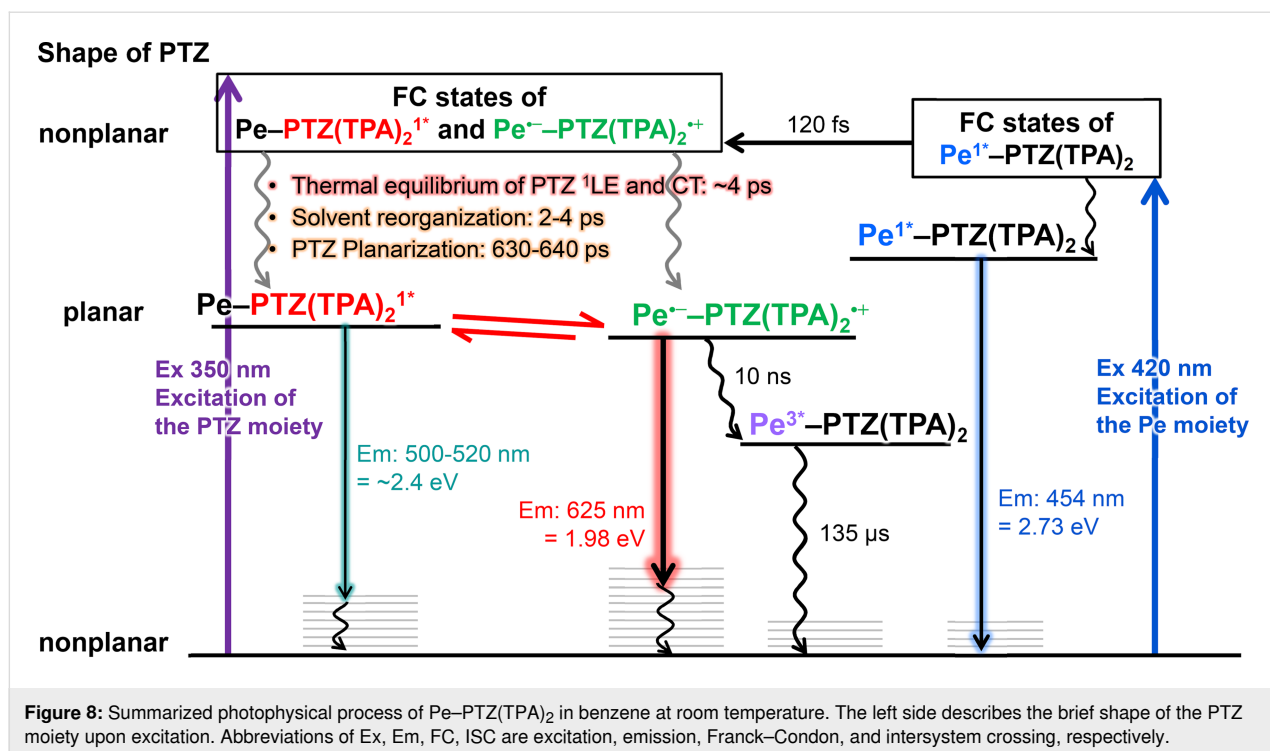 Shape of PTZ
nonplanar
FC states of
Pe–PTZ(TPA)₂¹* and Pe•−–PTZ(TPA)₂•+
120 fs
FC states of
Pe¹*–PTZ(TPA)₂
• Thermal equilibrium of PTZ ¹LE and CT: ~4 ps
• Solvent reorganization: 2-4 ps
• PTZ Planarization: 630-640 ps
Pe¹*–PTZ(TPA)₂
planar
Pe–PTZ(TPA)₂¹*
Pe•−–PTZ(TPA)₂•+
Ex 350 nm
Excitation of
the PTZ moiety
10 ns
Pe³*–PTZ(TPA)₂
Ex 420 nm
Excitation of
the Pe moiety
Em: 500-520 nm
= ~2.4 eV
Em: 625 nm
= 1.98 eV
135 μs
Em: 454 nm
= 2.73 eV
nonplanar
Figure 8: Summarized photophysical process of Pe–PTZ(TPA)₂ in benzene at room temperature. The left side describes the brief shape of the PTZ
moiety upon excitation. Abbreviations of Ex, Em, FC, ISC are excitation, emission, Franck–Condon, and intersystem crossing, respectively.